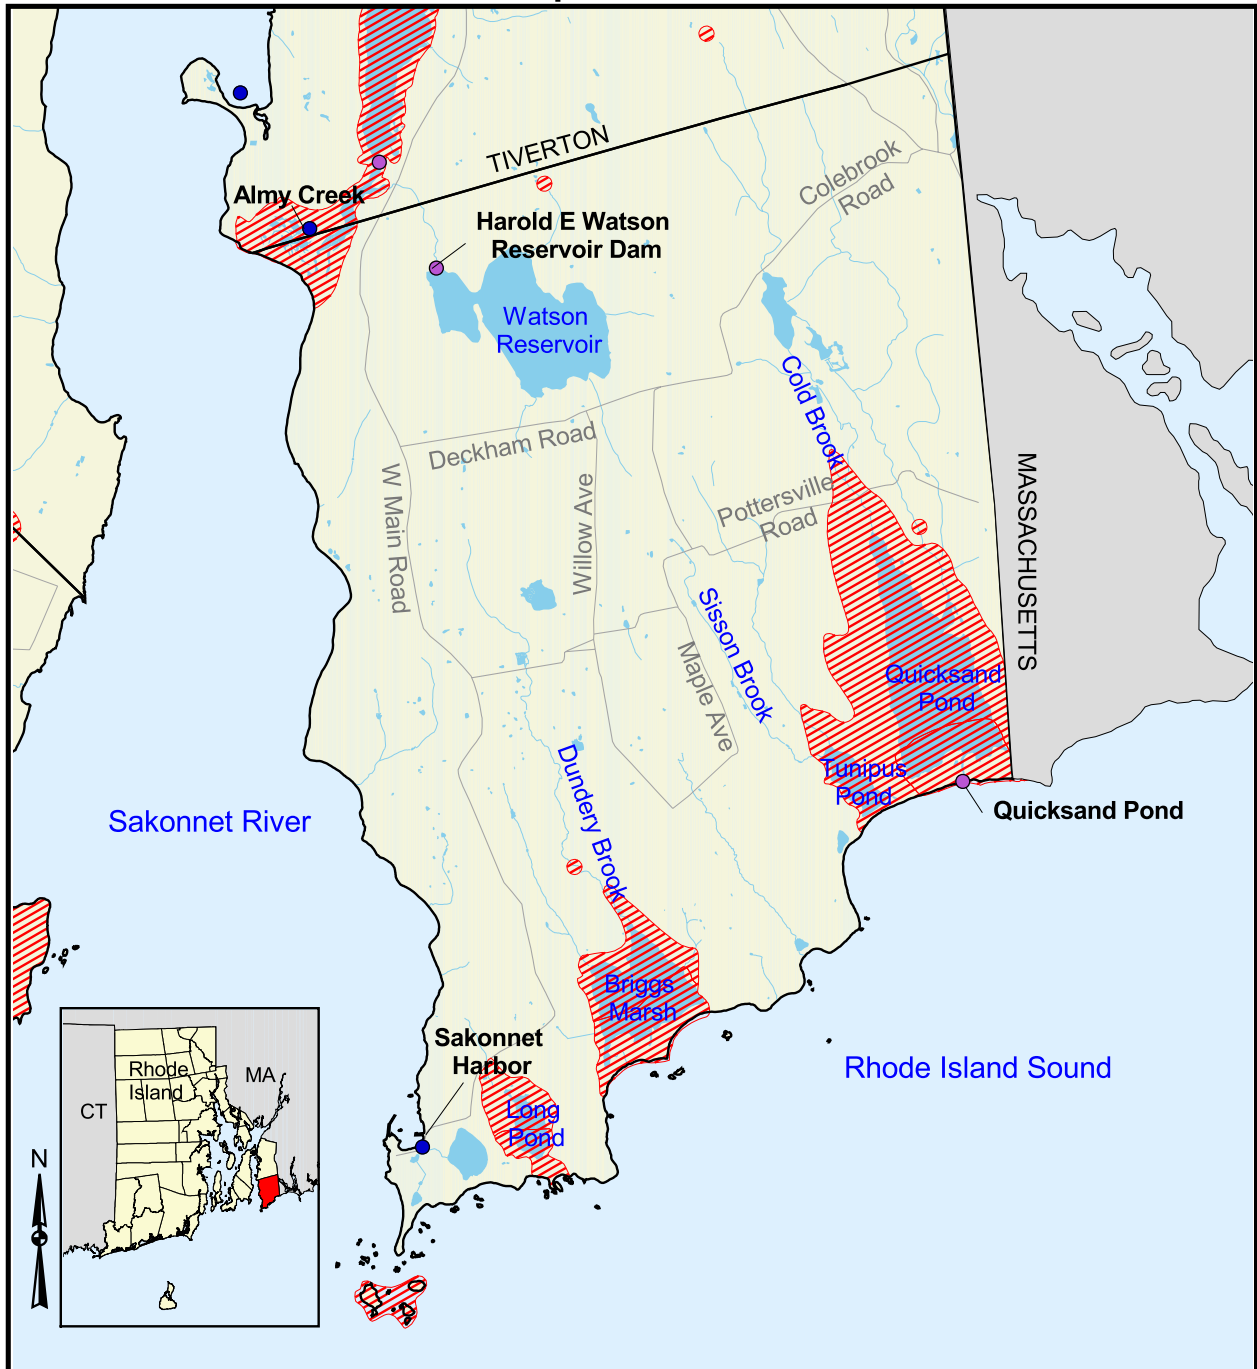 TIVERTON
Colebrook
Road
Almy Creek
Harold E Watson
Reservoir Dam
Watson
Reservoir
Cold Brook
Deckham Road
W Main Road
Willow Ave
Pottersville
Road
MASSACHUSETTS
Sisson Brook
Maple Ave
Quicksand
Pond
Tunipus
Pond
Quicksand Pond
Dundery Brook
Sakonnet River
Briggs
Marsh
Sakonnet
Harbor
Rhode Island Sound
Long
Pond
Rhode
Island
MA
CT
N